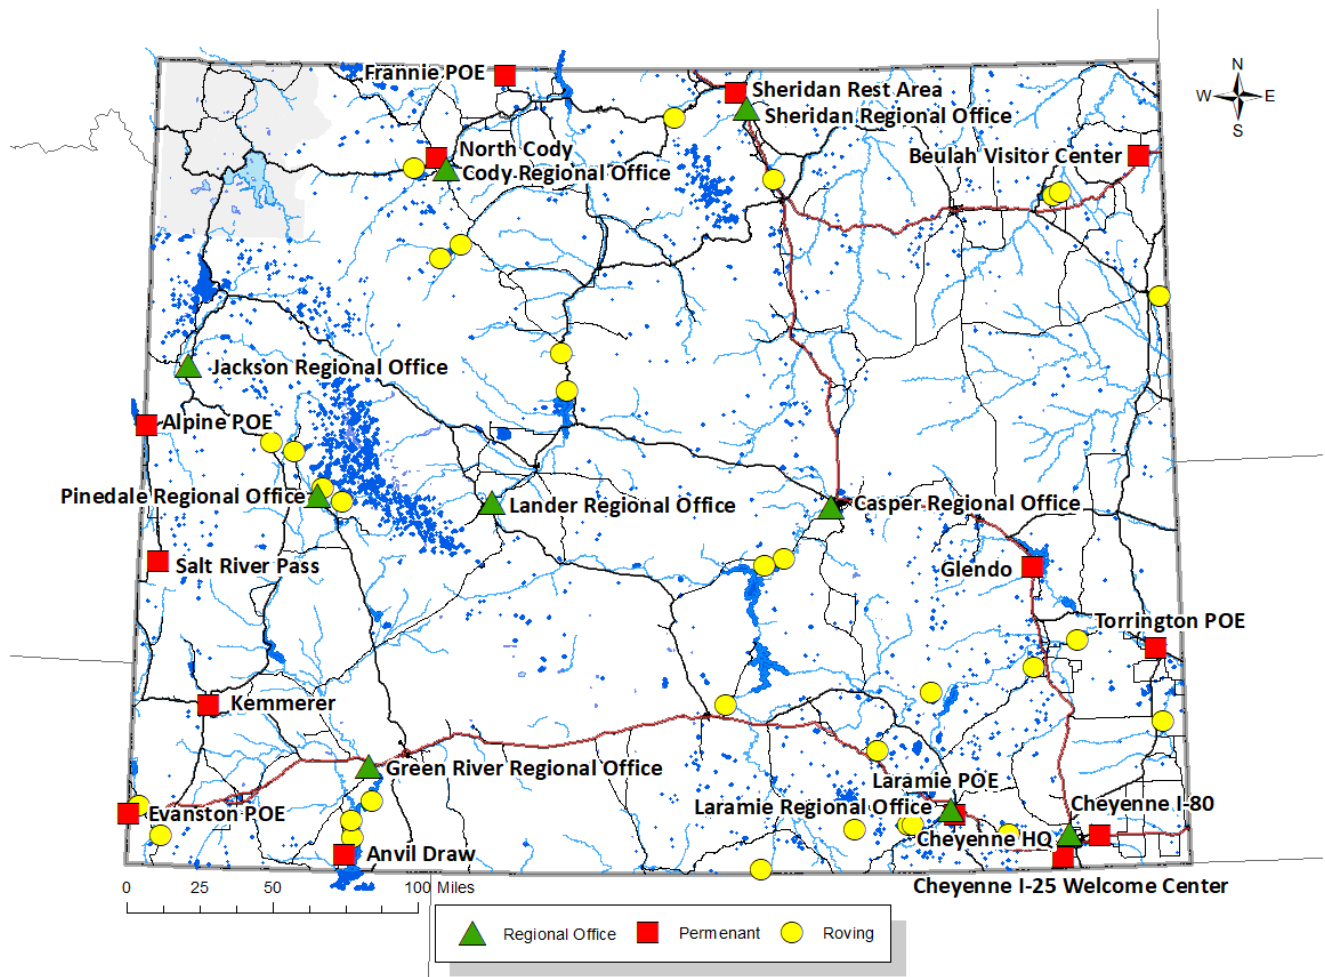 N
W E
S
Frannie POE
Sheridan Rest Area
Sheridan Regional Office
North Cody
Cody Regional Office
Beulah Visitor Center
Jackson Regional Office
Alpine POE
Pinedale Regional Office
Lander Regional Office
Casper Regional Office
Salt River Pass
Glendo
Torrington POE
Kemmerer
Green River Regional Office
Laramie POE
Laramie Regional Office
Cheyenne I-80
Evanston POE
Cheyenne HQ
Anvil Draw
Cheyenne I-25 Welcome Center
0 25 50 100 Miles
Regional Office Permenant Roving